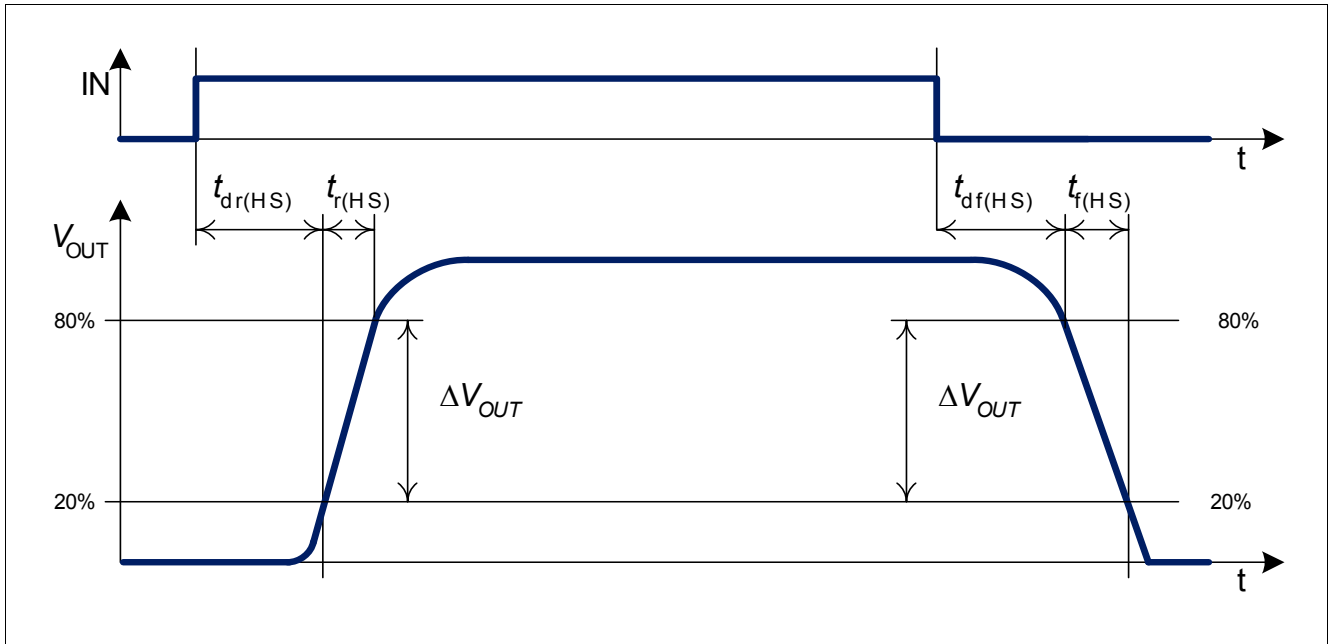 IN
t
tdr(HS) tr(HS) tdf(HS) tf(HS)
VOUT
80% 80%
ΔVOUT ΔVOUT
20% 20%
t